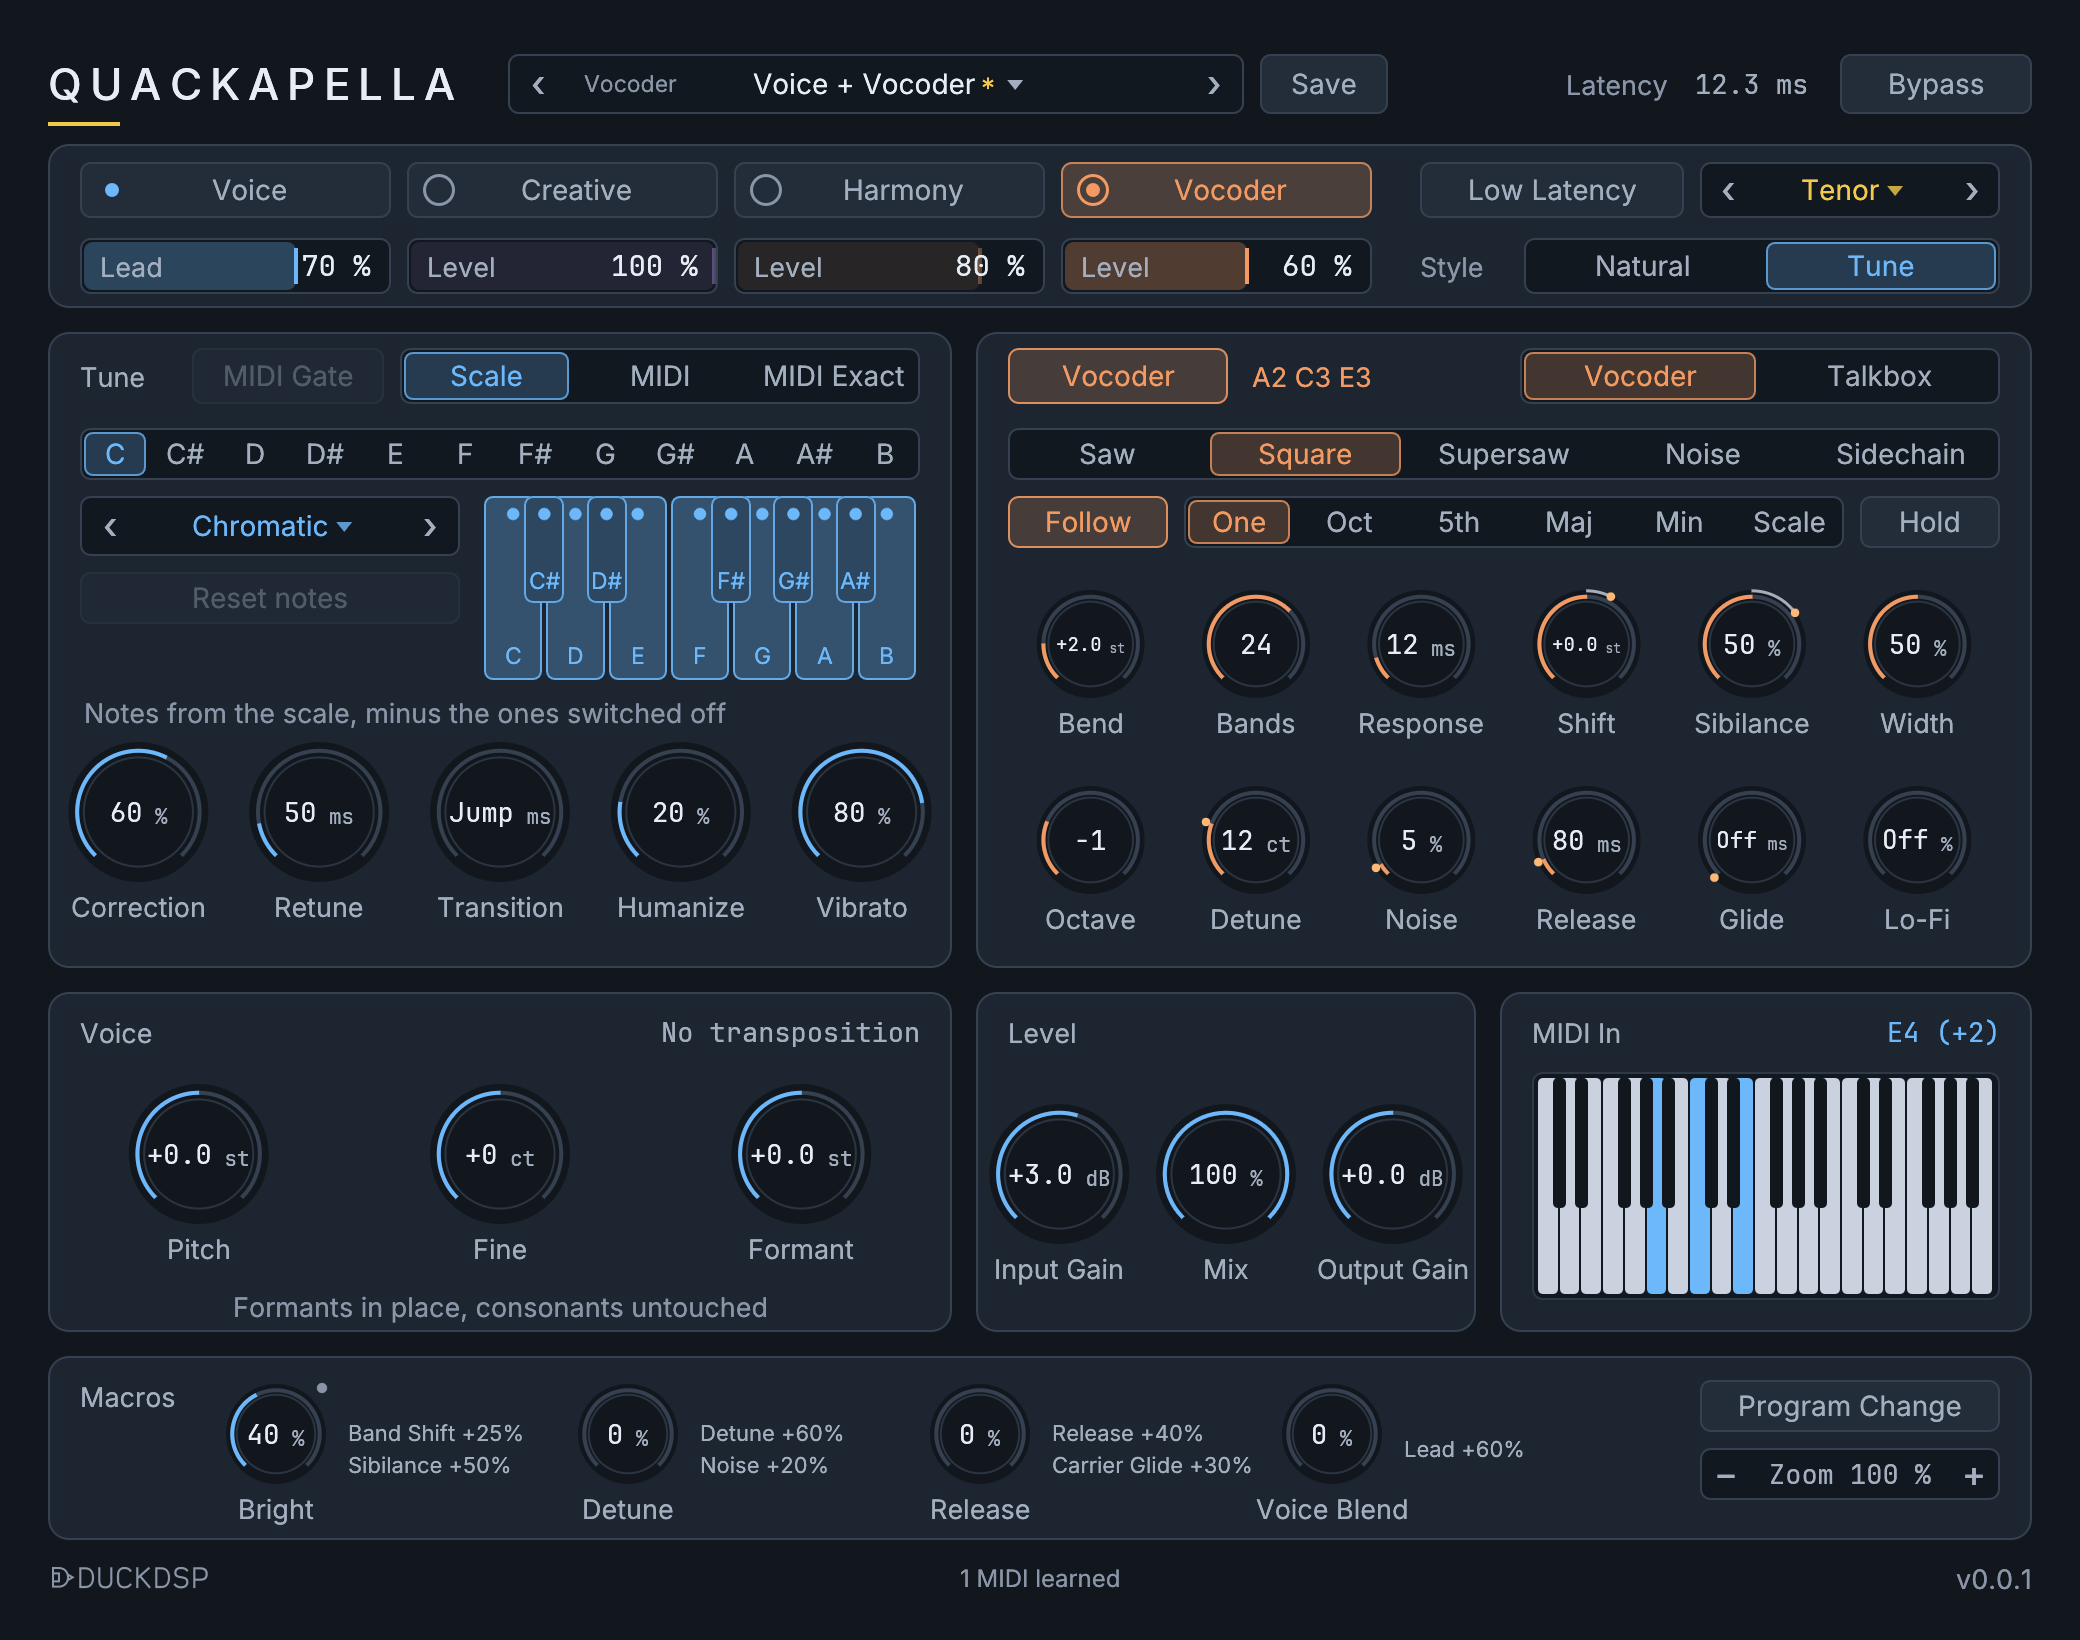 QUACKAPELLA
‹ Vocoder Voice + Vocoder * ›
Save
Latency 12.3 ms
Bypass
Voice Creative Harmony Vocoder Low Latency ‹ Tenor ›
Lead 70 % Level 100 % Level 80 % Level 60 % Style Natural Tune
Tune MIDI Gate Scale MIDI MIDI Exact
C C# D D# E F F# G G# A A# B
‹ Chromatic ›
Reset notes
C# D# F# G# A#
C D E F G A B
Notes from the scale, minus the ones switched off
60 % 50 ms Jump ms 20 % 80 %
Correction Retune Transition Humanize Vibrato
Vocoder A2 C3 E3 Vocoder Talkbox
Saw Square Supersaw Noise Sidechain
Follow One Oct 5th Maj Min Scale Hold
+2.0 st 24 12 ms +0.0 st 50 % 50 %
Bend Bands Response Shift Sibilance Width
-1 12 ct 5 % 80 ms Off ms Off %
Octave Detune Noise Release Glide Lo-Fi
Voice No transposition
+0.0 st +0 ct +0.0 st
Pitch Fine Formant
Formants in place, consonants untouched
Level
+3.0 dB 100 % +0.0 dB
Input Gain Mix Output Gain
MIDI In E4 (+2)
Macros
40 % Band Shift +25%
Sibilance +50%
Bright
0 % Detune +60%
Noise +20%
Detune
0 % Release +40%
Carrier Glide +30%
Release
0 % Lead +60%
Voice Blend
Program Change
− Zoom 100 % +
DUCKDSP
1 MIDI learned
v0.0.1